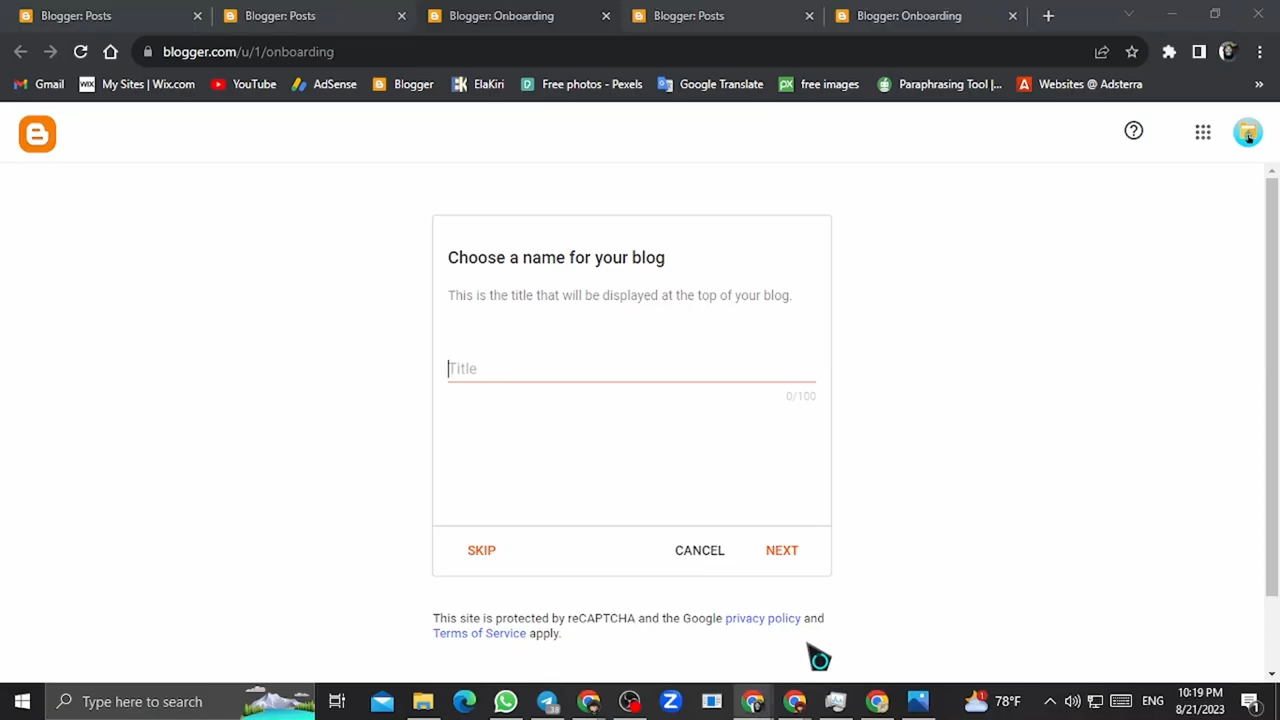 Blogger: Posts
Blogger: Posts
Blogger: Onboarding
Blogger: Posts
Blogger: Onboarding
blogger.com/u/1/onboarding
Gmail
WIX
My Sites | Wix.com
YouTube
AdSense
Blogger
ElaKiri
Free photos - Pexels
Google Translate
px
free images
Paraphrasing Tool |...
Websites @ Adsterra
»
Choose a name for your blog
This is the title that will be displayed at the top of your blog.
Title
0/100
SKIP
CANCEL
NEXT
This site is protected by reCAPTCHA and the Google privacy policy and
Terms of Service apply.
Type here to search
78°F
ENG
10:19 PM
8/21/2023